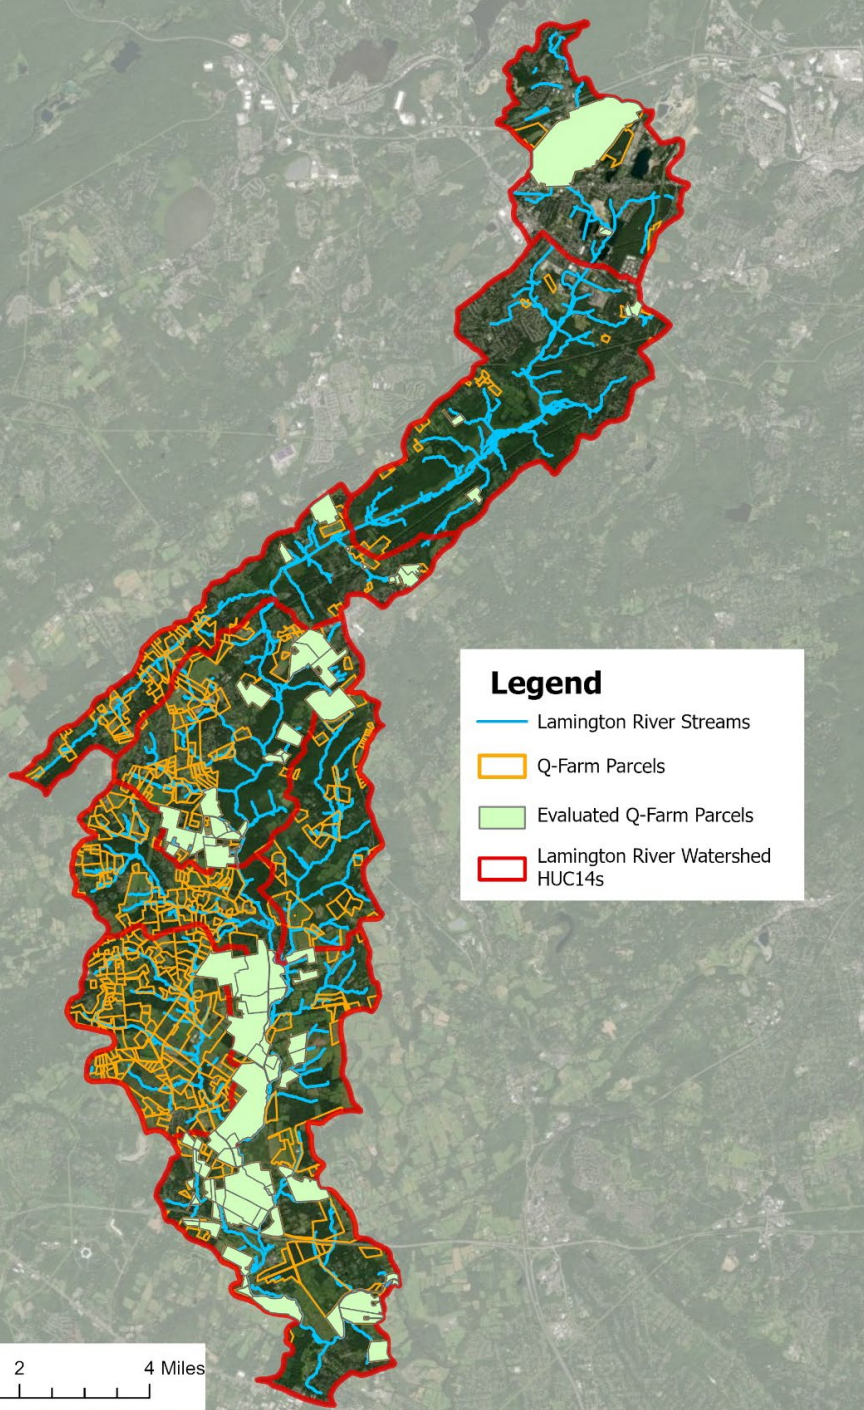 Legend
Lamington River Streams
Q-Farm Parcels
Evaluated Q-Farm Parcels
Lamington River Watershed
HUC14s
2 4 Miles